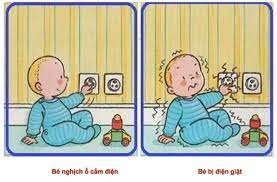 Bé nghịch ổ cắm điện
Bé bị điện giật